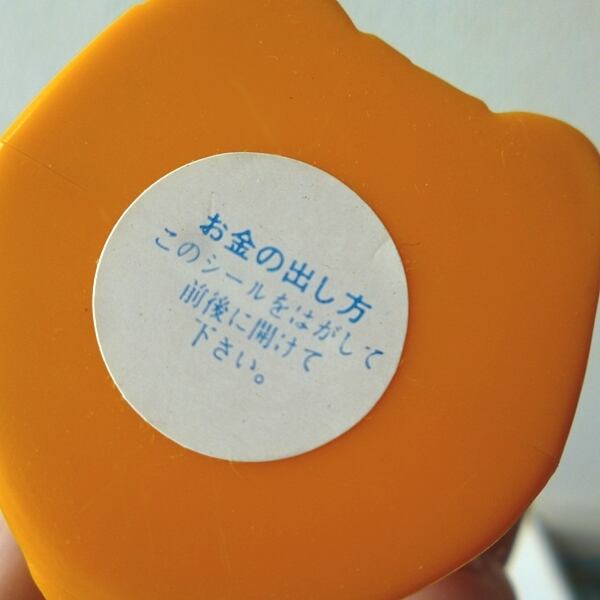 お金の出し方
このシールをはがして
前後に開けて
下さい。